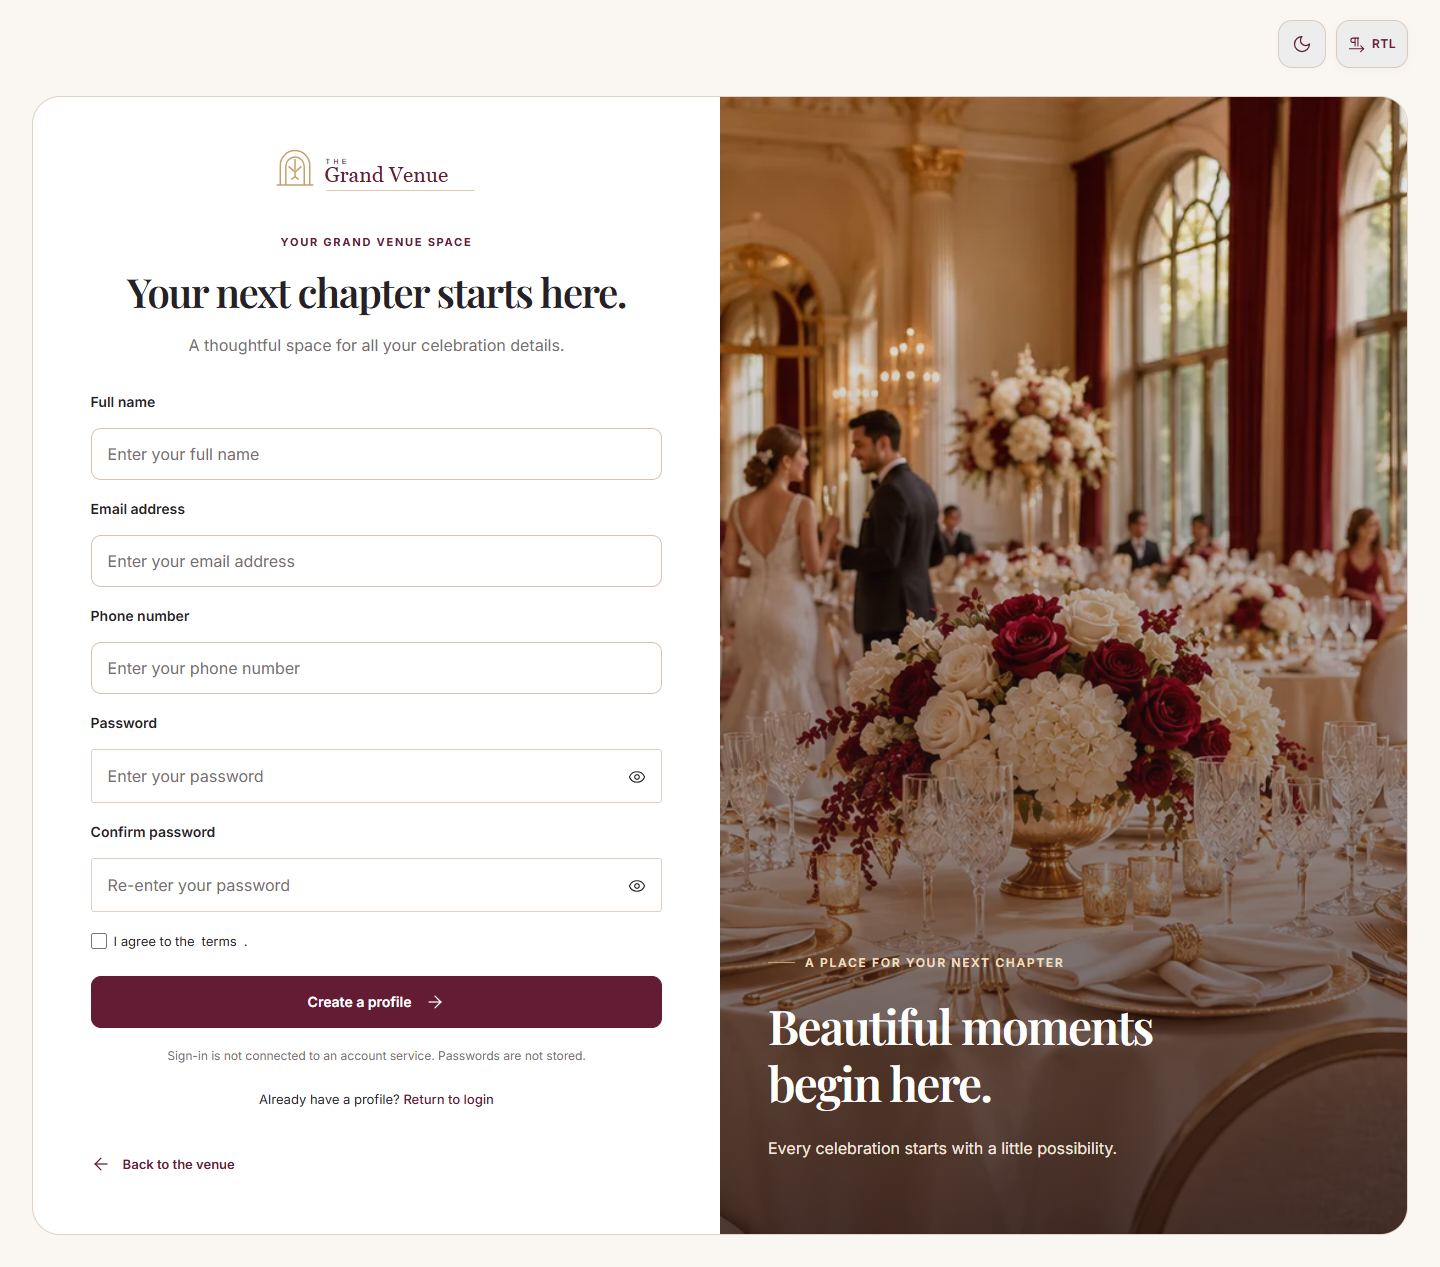 RTL
THE
Grand Venue
YOUR GRAND VENUE SPACE
Your next chapter starts here.
A thoughtful space for all your celebration details.
Full name
Enter your full name
Email address
Enter your email address
Phone number
Enter your phone number
Password
Enter your password
Confirm password
Re-enter your password
I agree to the terms .
Create a profile
Sign-in is not connected to an account service. Passwords are not stored.
Already have a profile? Return to login
Back to the venue
A PLACE FOR YOUR NEXT CHAPTER
Beautiful moments
begin here.
Every celebration starts with a little possibility.